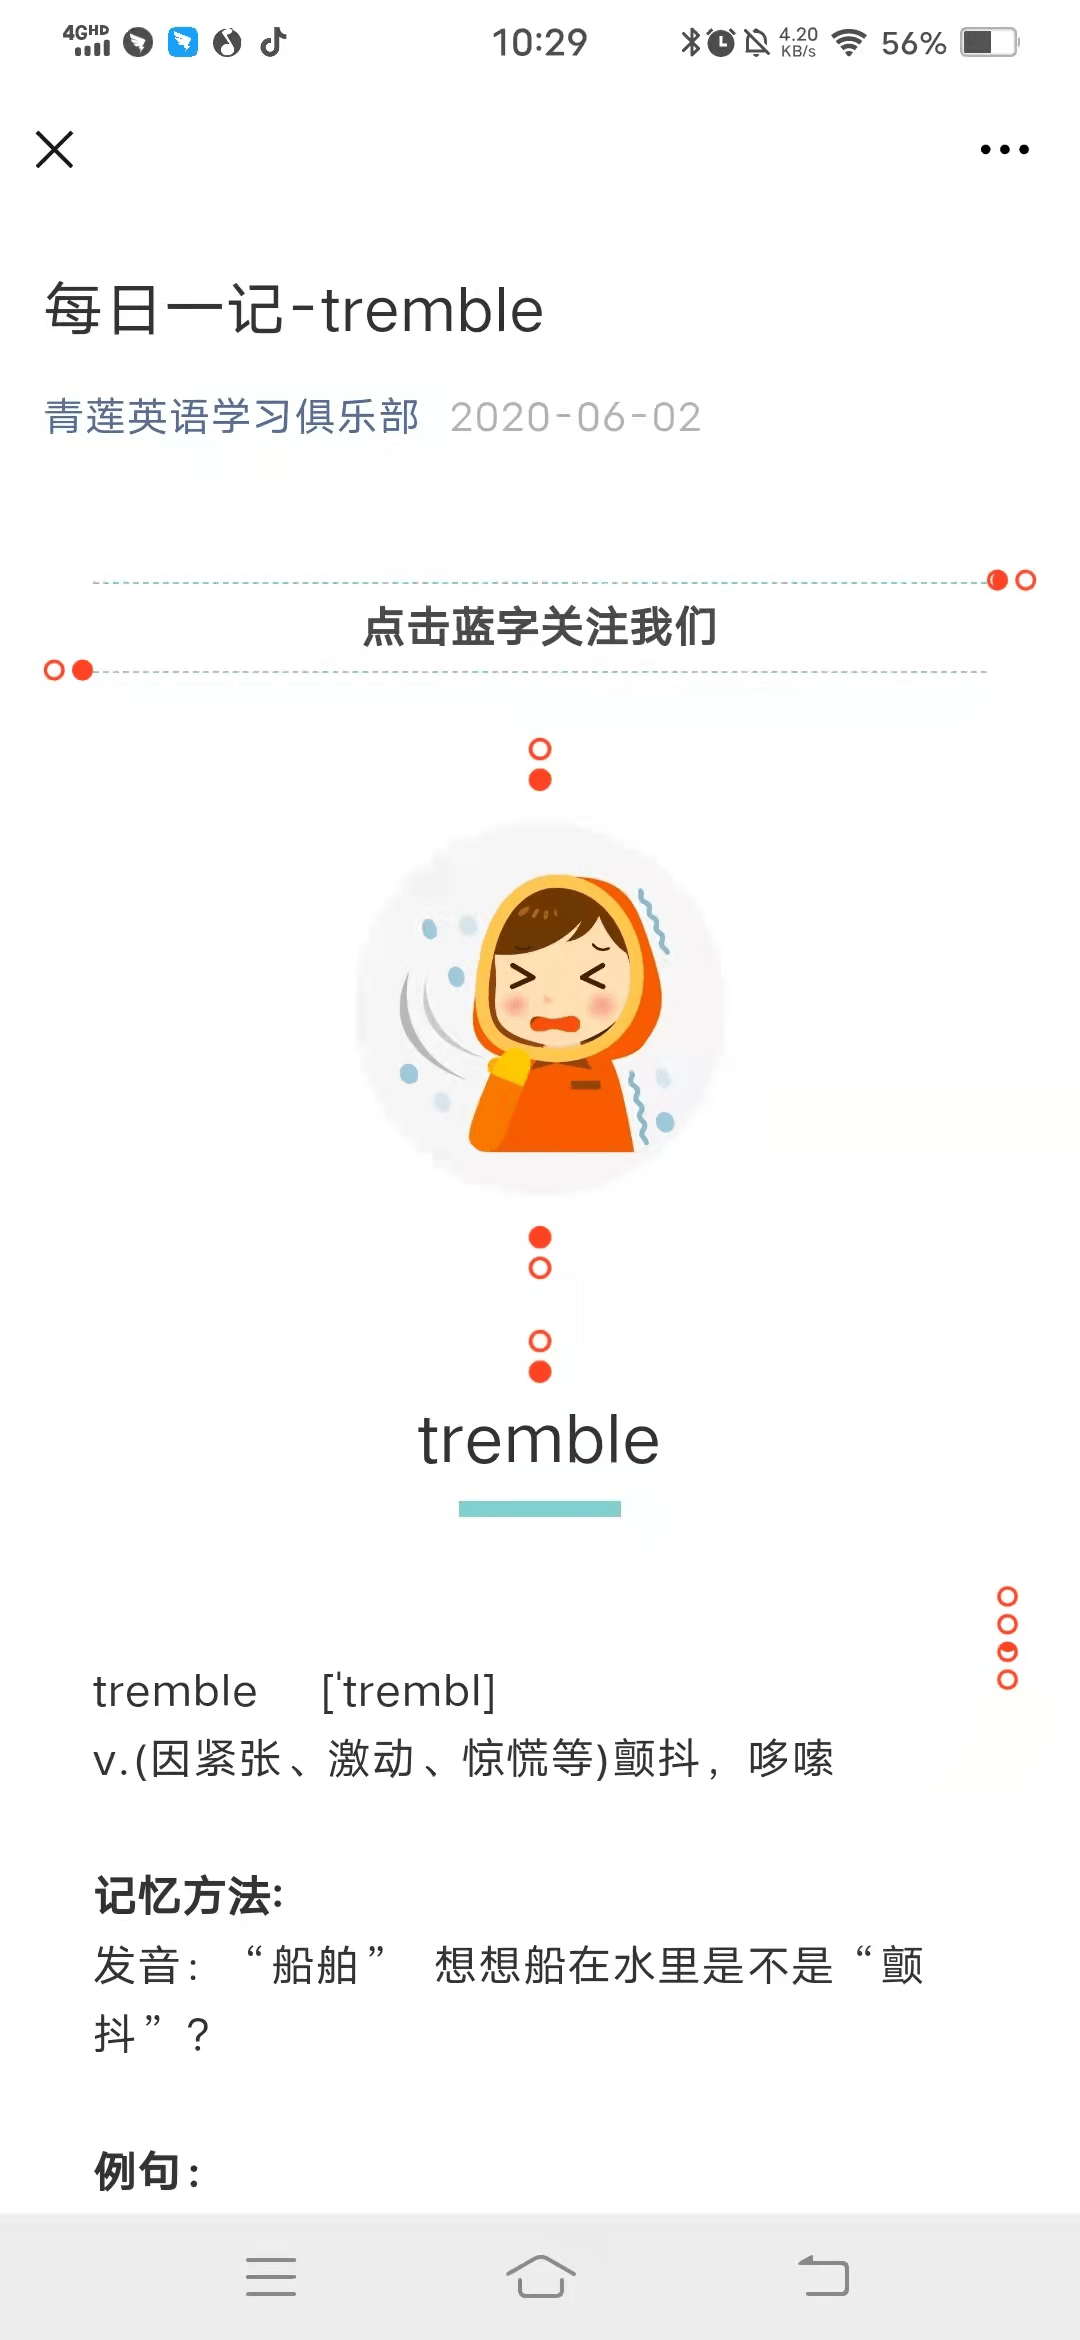 4GHD 10:29 4.20 KB/s 56%
每日一记-tremble
青莲英语学习俱乐部 2020-06-02
点击蓝字关注我们
tremble
tremble [ˈtrembl]
v.(因紧张、激动、惊慌等)颤抖，哆嗦
记忆方法:
发音：“船舶” 想想船在水里是不是“颤
抖”？
例句：